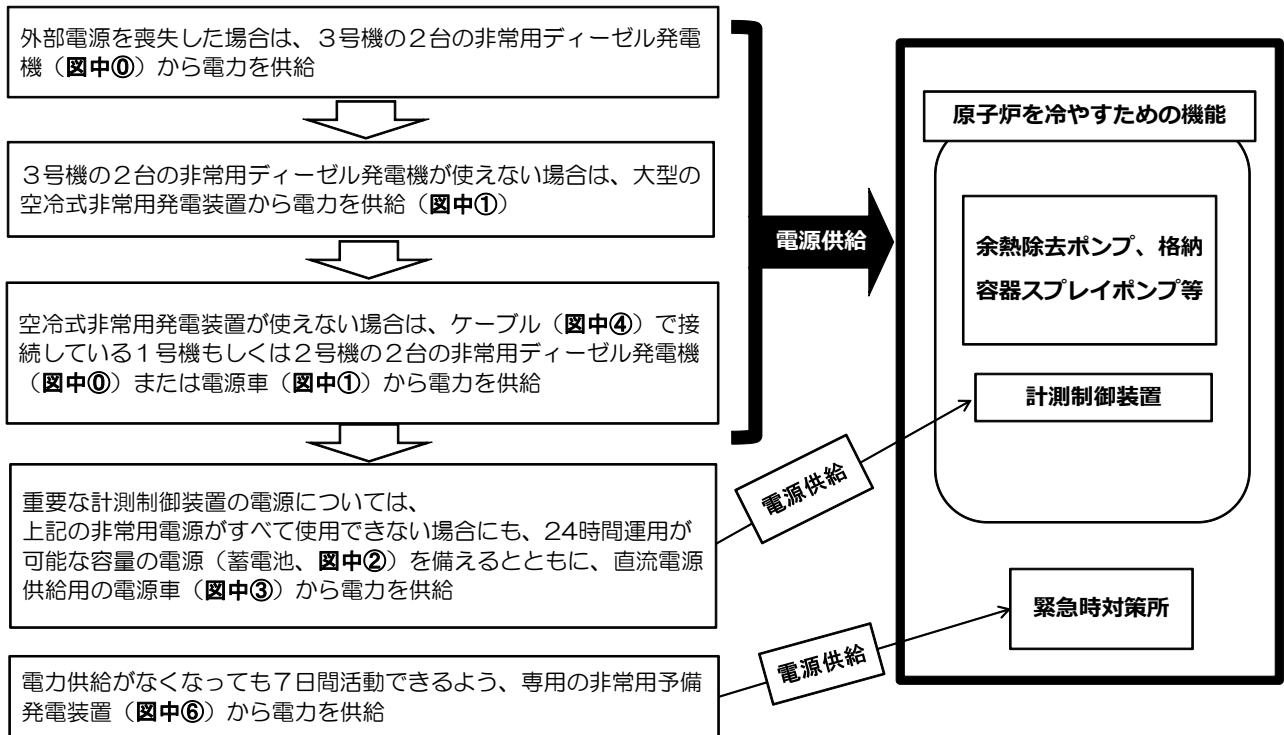 外部電源を喪失した場合は、３号機の２台の非常用ディーゼル発電
機（図中⓪）から電力を供給
３号機の２台の非常用ディーゼル発電機が使えない場合は、大型の
空冷式非常用発電装置から電力を供給（図中①）
空冷式非常用発電装置が使えない場合は、ケーブル（図中④）で接
続している１号機もしくは２号機の２台の非常用ディーゼル発電機
（図中⓪）または電源車（図中①）から電力を供給
重要な計測制御装置の電源については、
上記の非常用電源がすべて使用できない場合にも、24時間運用が
可能な容量の電源（蓄電池、図中②）を備えるとともに、直流電源
供給用の電源車（図中③）から電力を供給
電力供給がなくなっても７日間活動できるよう、専用の非常用予備
発電装置（図中⑥）から電力を供給
電源供給
電源供給
電源供給
原子炉を冷やすための機能
余熱除去ポンプ、格納
容器スプレイポンプ等
計測制御装置
緊急時対策所